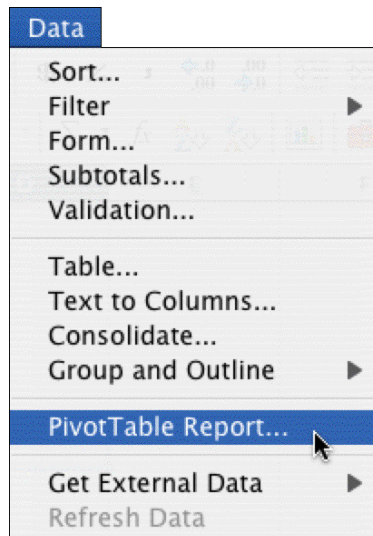 Data
Sort...
Filter
Form...
Subtotals...
Validation...
Table...
Text to Columns...
Consolidate...
Group and Outline
PivotTable Report...
Get External Data
Refresh Data